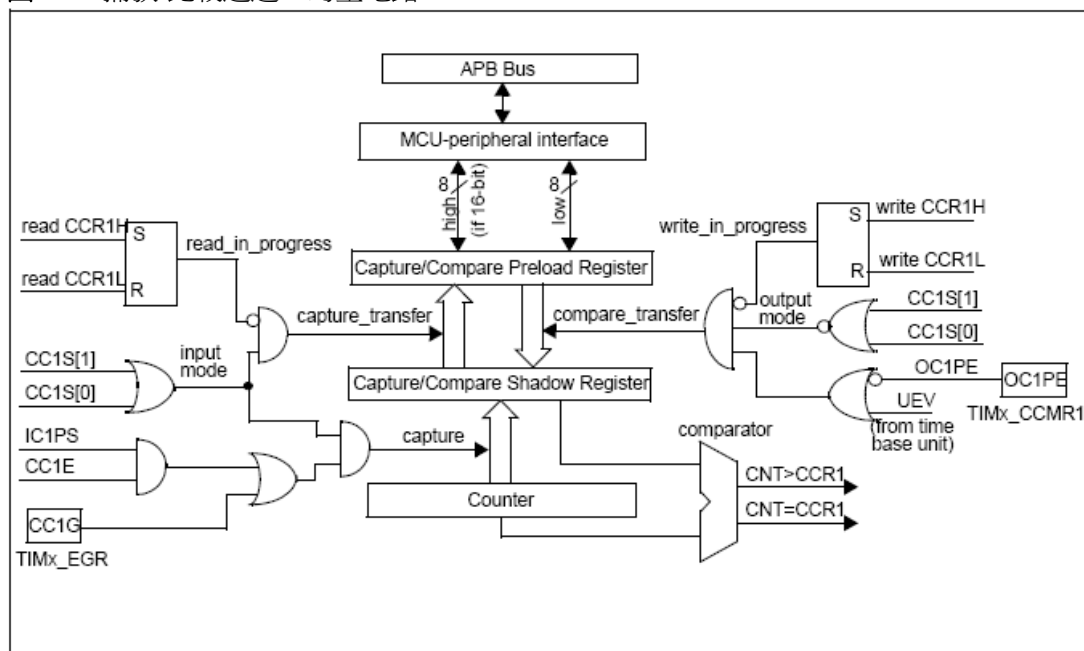 APB Bus
MCU-peripheral interface
8
high
(if 16-bit)
8
low
read CCR1H
S
read_in_progress
read CCR1L
R
write_in_progress
S
write CCR1H
R
write CCR1L
Capture/Compare Preload Register
capture_transfer
compare_transfer
output
mode
CC1S[1]
CC1S[0]
CC1S[1]
CC1S[0]
input
mode
Capture/Compare Shadow Register
OC1PE
OC1PE
UEV
TIMx_CCMR1
(from time
base unit)
IC1PS
CC1E
capture
comparator
CNT>CCR1
Counter
CNT=CCR1
CC1G
TIMx_EGR